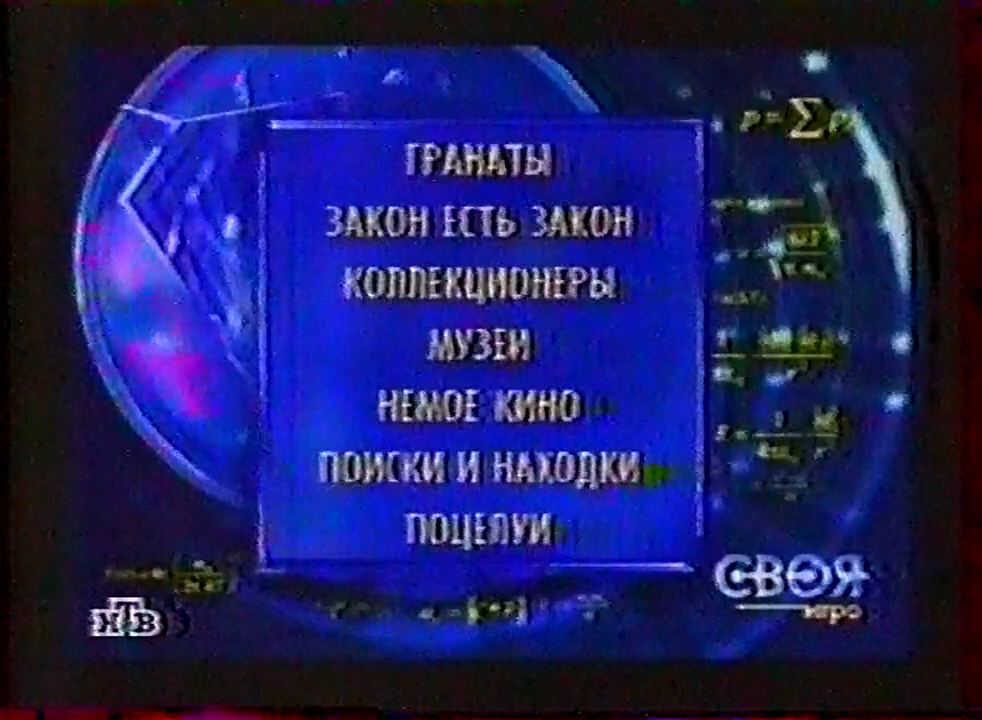 ГРАНАТЫ
ЗАКОН ЕСТЬ ЗАКОН
КОЛЛЕКЦИОНЕРЫ
МУЗЕИ
НЕМОЕ КИНО
ПОИСКИ И НАХОДКИ
ПОЦЕЛУИ
СВОЯ
игра
НТВ